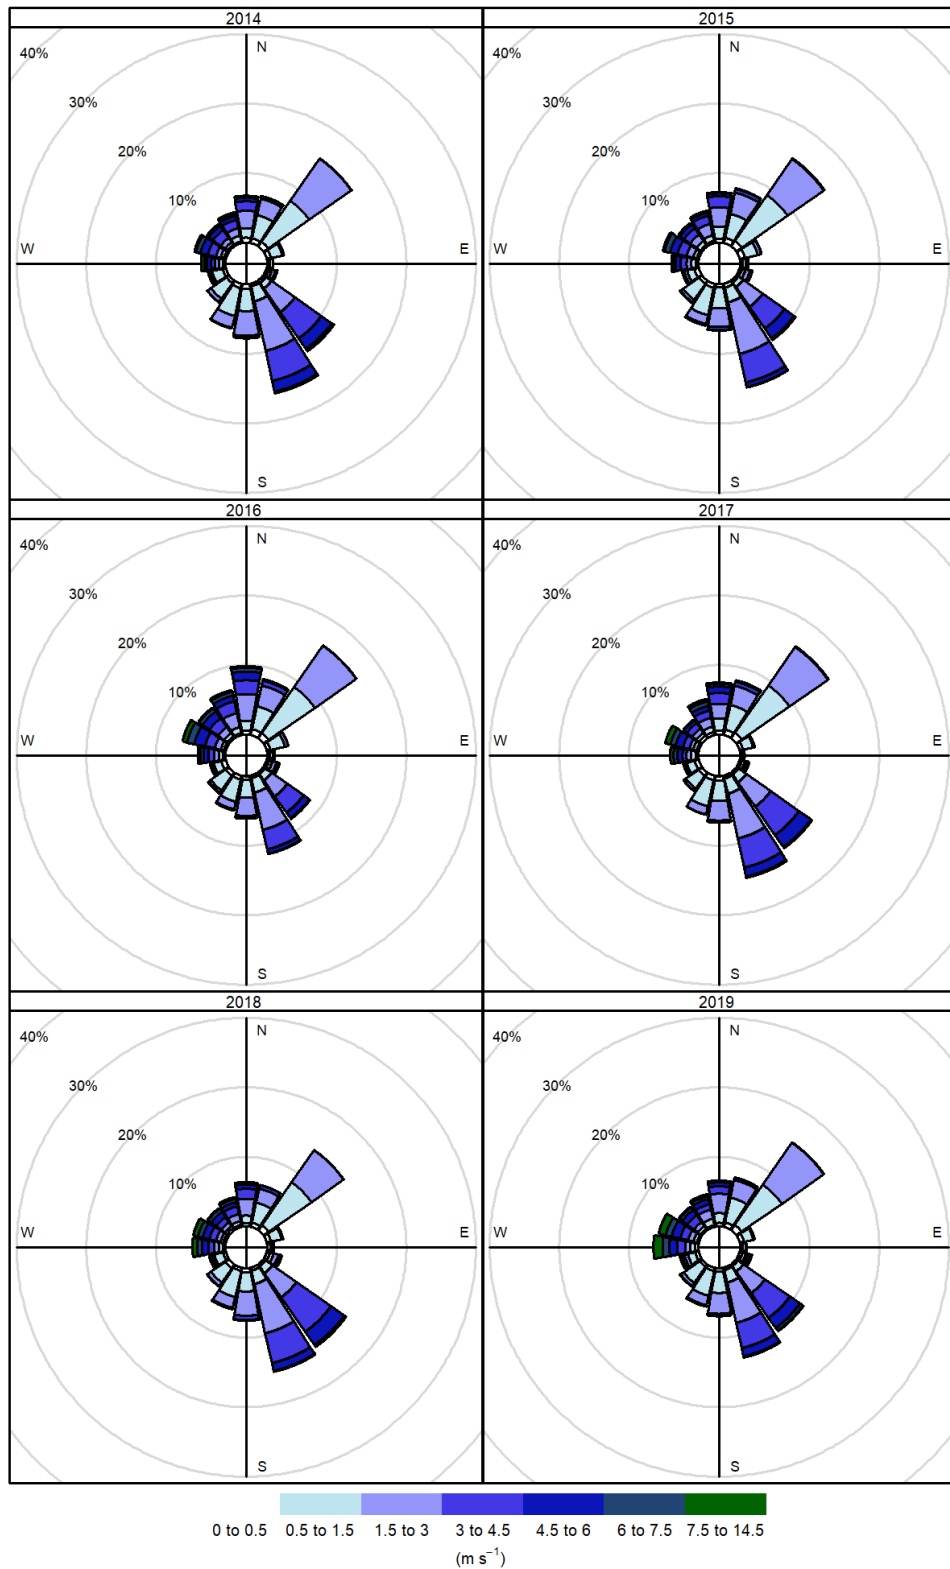 2014 2015
40% 40%
N N
30% 30%
20% 20%
10% 10%
W E W E
S S
2016 2017
40% 40%
N N
30% 30%
20% 20%
10% 10%
W E W E
S S
2018 2019
40% 40%
N N
30% 30%
20% 20%
10% 10%
W E W E
S S
0 to 0.5 0.5 to 1.5 1.5 to 3 3 to 4.5 4.5 to 6 6 to 7.5 7.5 to 14.5
(m s⁻¹)